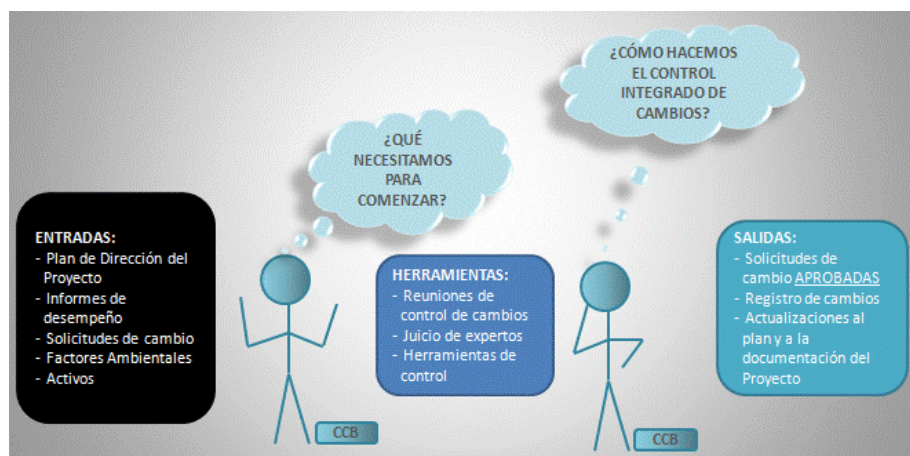 ¿CÓMO HACEMOS
EL CONTROL
INTEGRADO DE
CAMBIOS?
¿QUÉ
NECESITAMOS
PARA
COMENZAR?
ENTRADAS:
- Plan de Dirección del
Proyecto
- Informes de
desempeño
- Solicitudes de cambio
- Factores Ambientales
- Activos
HERRAMIENTAS:
- Reuniones de
control de cambios
- Juicio de expertos
- Herramientas de
control
SALIDAS:
- Solicitudes de
cambio APROBADAS
- Registro de cambios
- Actualizaciones al
plan y a la
documentación del
Proyecto
CCB
CCB